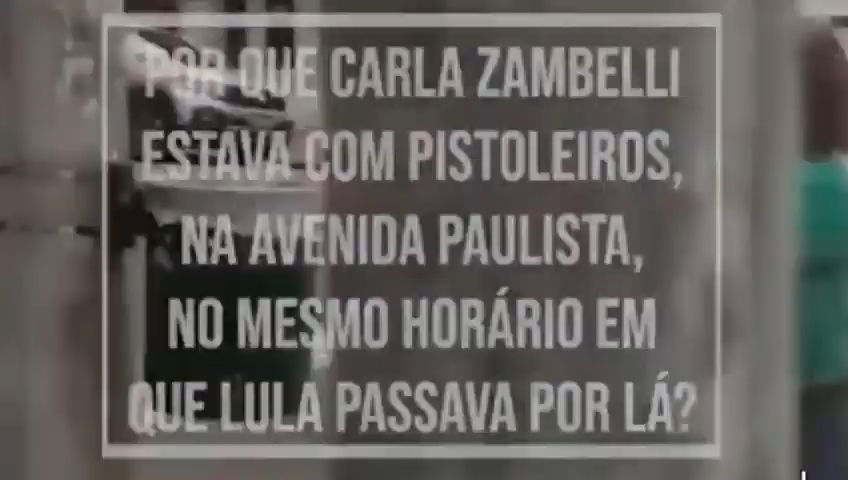 POR QUE CARLA ZAMBELLI
ESTAVA COM PISTOLEIROS,
NA AVENIDA PAULISTA,
NO MESMO HORÁRIO EM
QUE LULA PASSAVA POR LÁ?